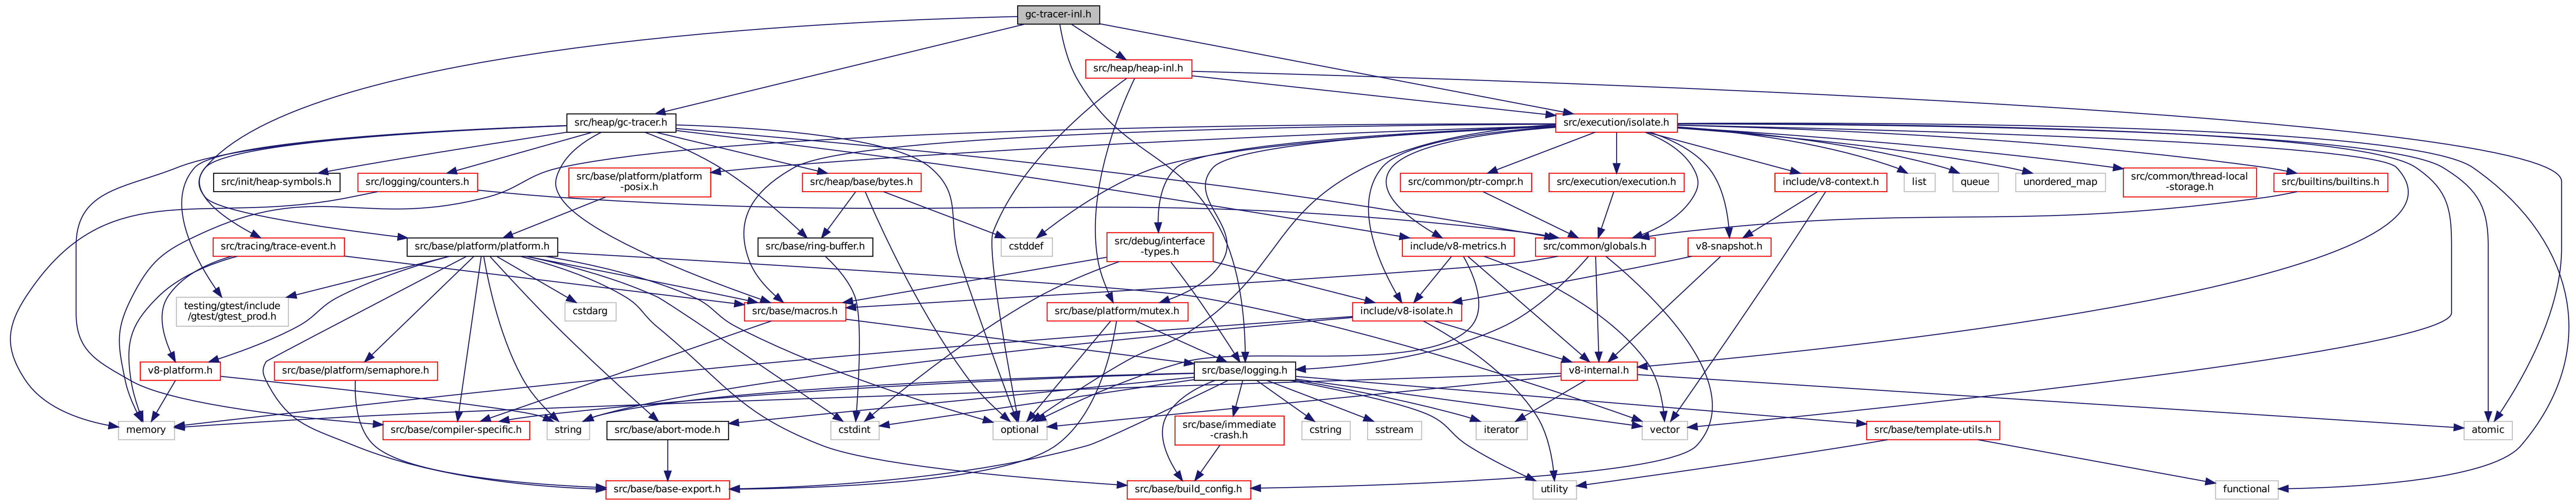 gc-tracer-inl.h
src/heap/heap-inl.h
src/heap/gc-tracer.h
src/execution/isolate.h
src/init/heap-symbols.h
src/logging/counters.h
src/base/platform/platform
-posix.h
src/heap/base/bytes.h
src/common/ptr-compr.h
src/execution/execution.h
include/v8-context.h
list
queue
unordered_map
src/common/thread-local
-storage.h
src/builtins/builtins.h
src/tracing/trace-event.h
src/base/platform/platform.h
src/base/ring-buffer.h
cstddef
src/debug/interface
-types.h
include/v8-metrics.h
src/common/globals.h
v8-snapshot.h
testing/gtest/include
/gtest/gtest_prod.h
cstdarg
src/base/macros.h
src/base/platform/mutex.h
include/v8-isolate.h
v8-platform.h
src/base/platform/semaphore.h
src/base/logging.h
v8-internal.h
memory
src/base/compiler-specific.h
string
src/base/abort-mode.h
cstdint
optional
src/base/immediate
-crash.h
cstring
sstream
iterator
vector
src/base/template-utils.h
atomic
src/base/base-export.h
src/base/build_config.h
utility
functional